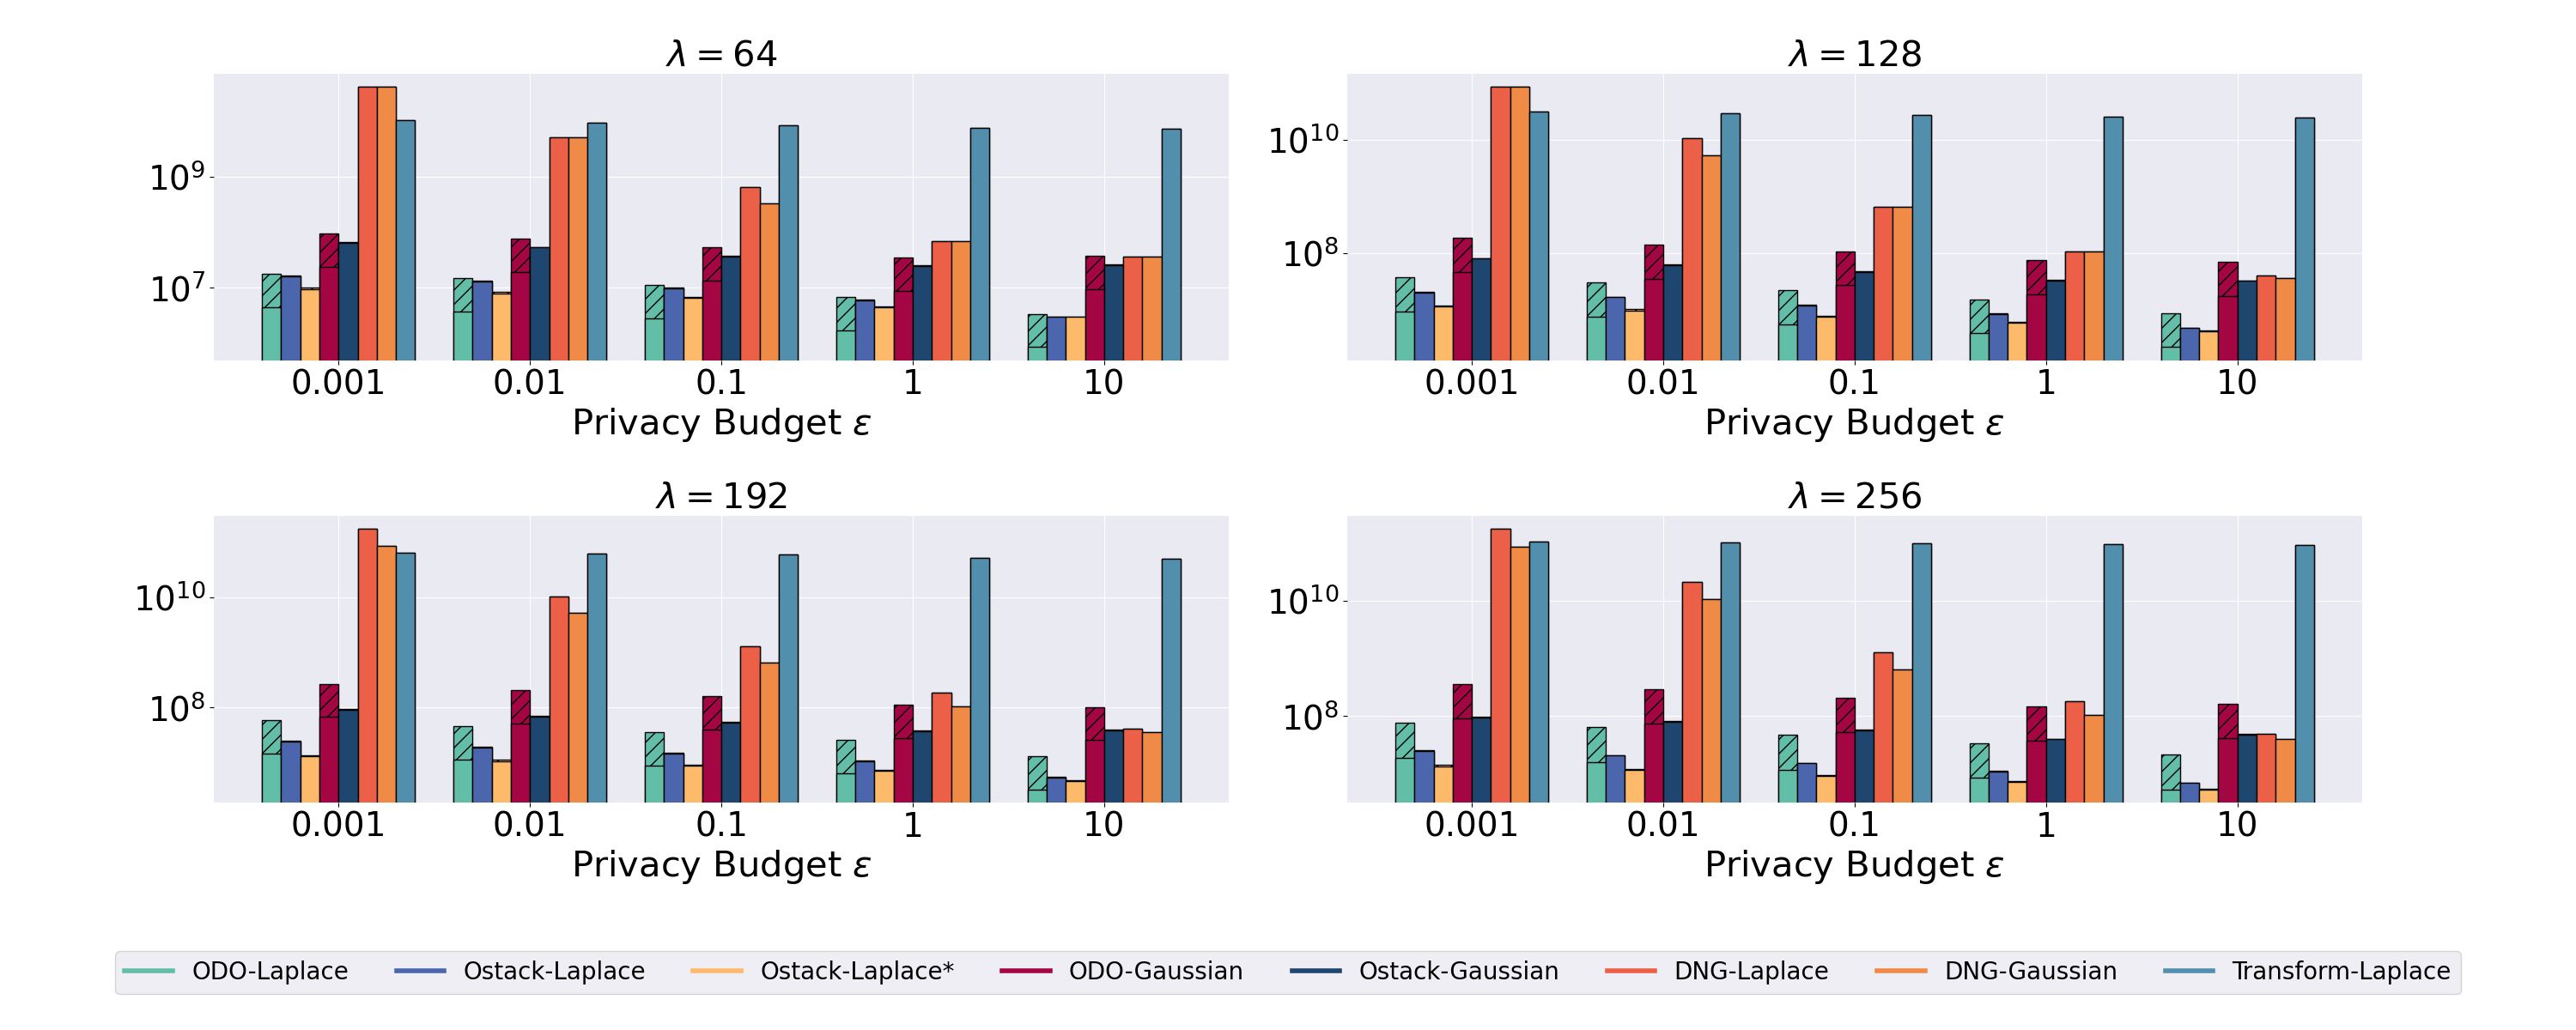 λ = 64
10⁹
10⁷
0.001 0.01 0.1 1 10
Privacy Budget ε
λ = 128
10¹⁰
10⁸
0.001 0.01 0.1 1 10
Privacy Budget ε
λ = 192
10¹⁰
10⁸
0.001 0.01 0.1 1 10
Privacy Budget ε
λ = 256
10¹⁰
10⁸
0.001 0.01 0.1 1 10
Privacy Budget ε
ODO-Laplace Ostack-Laplace Ostack-Laplace* ODO-Gaussian Ostack-Gaussian DNG-Laplace DNG-Gaussian Transform-Laplace